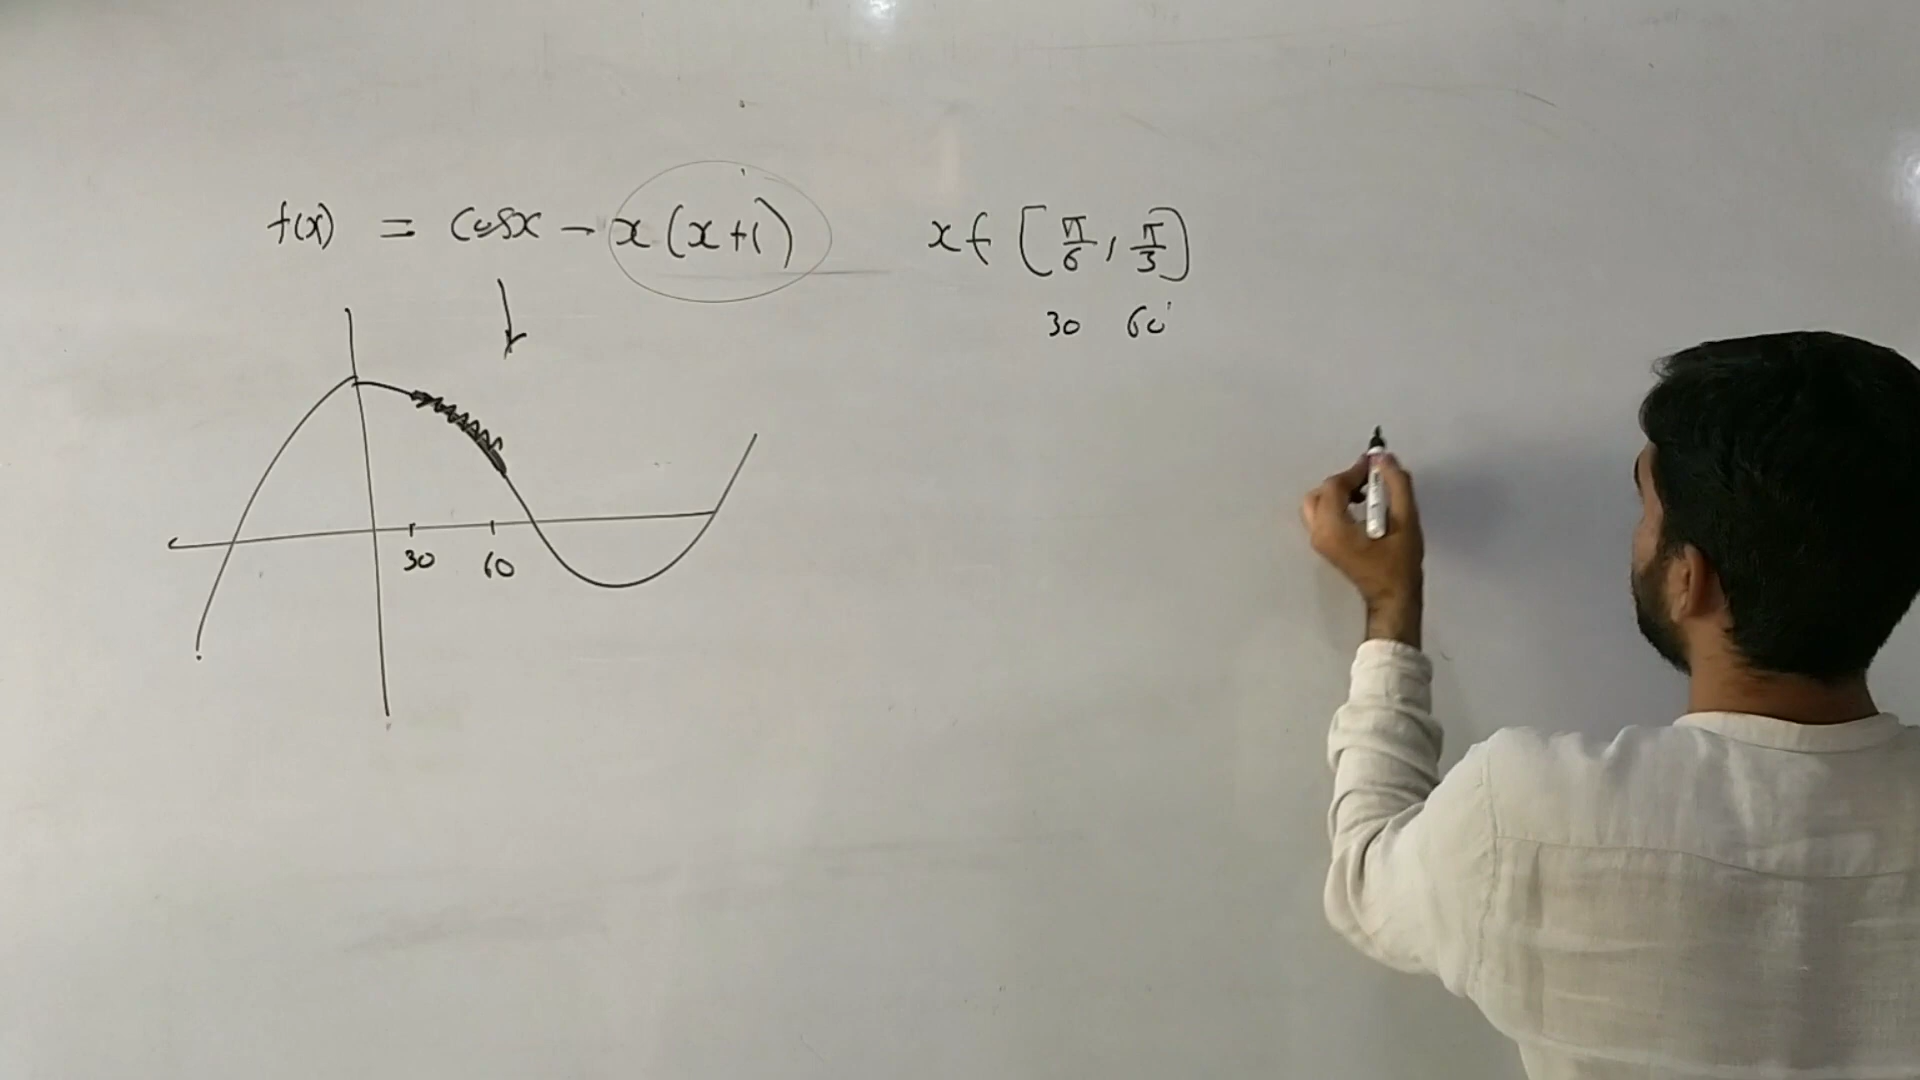 f(x) = cosx - x(x+1) x ∈ [π/6, π/3]
30 60
30 60